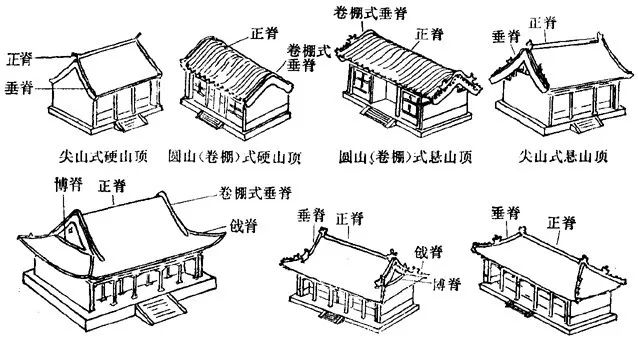 正脊
垂脊
正脊
卷棚式
垂脊
卷棚式垂脊
正脊
垂脊
正脊
尖山式硬山顶
圆山(卷棚)式硬山顶
圆山(卷棚)式悬山顶
尖山式悬山顶
博脊
正脊
卷棚式垂脊
戗脊
垂脊
正脊
戗脊
博脊
垂脊
正脊